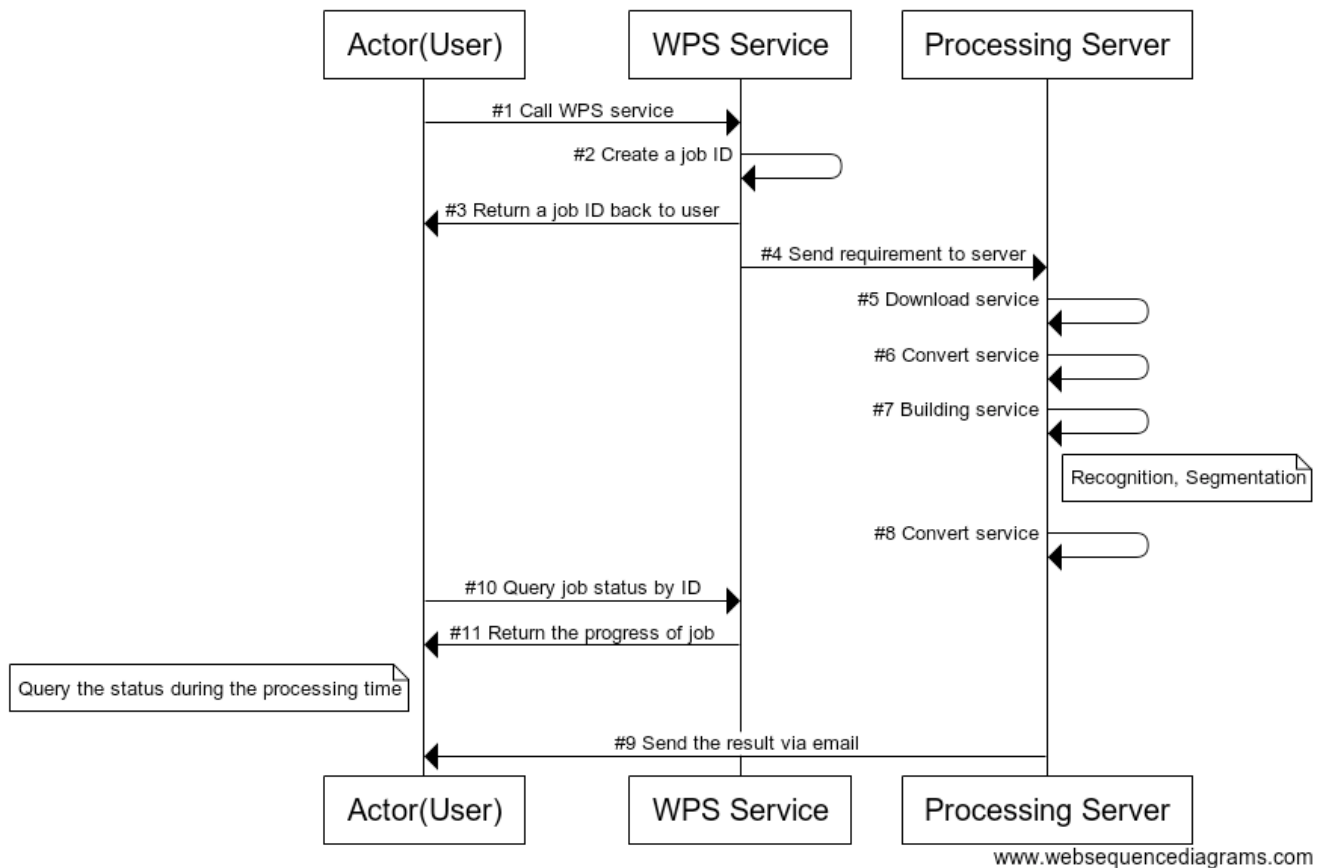 Actor(User)
WPS Service
Processing Server
#1 Call WPS service
#2 Create a job ID
#3 Return a job ID back to user
#4 Send requirement to server
#5 Download service
#6 Convert service
#7 Building service
Recognition, Segmentation
#8 Convert service
#10 Query job status by ID
#11 Return the progress of job
Query the status during the processing time
#9 Send the result via email
Actor(User)
WPS Service
Processing Server
www.websequencediagrams.com